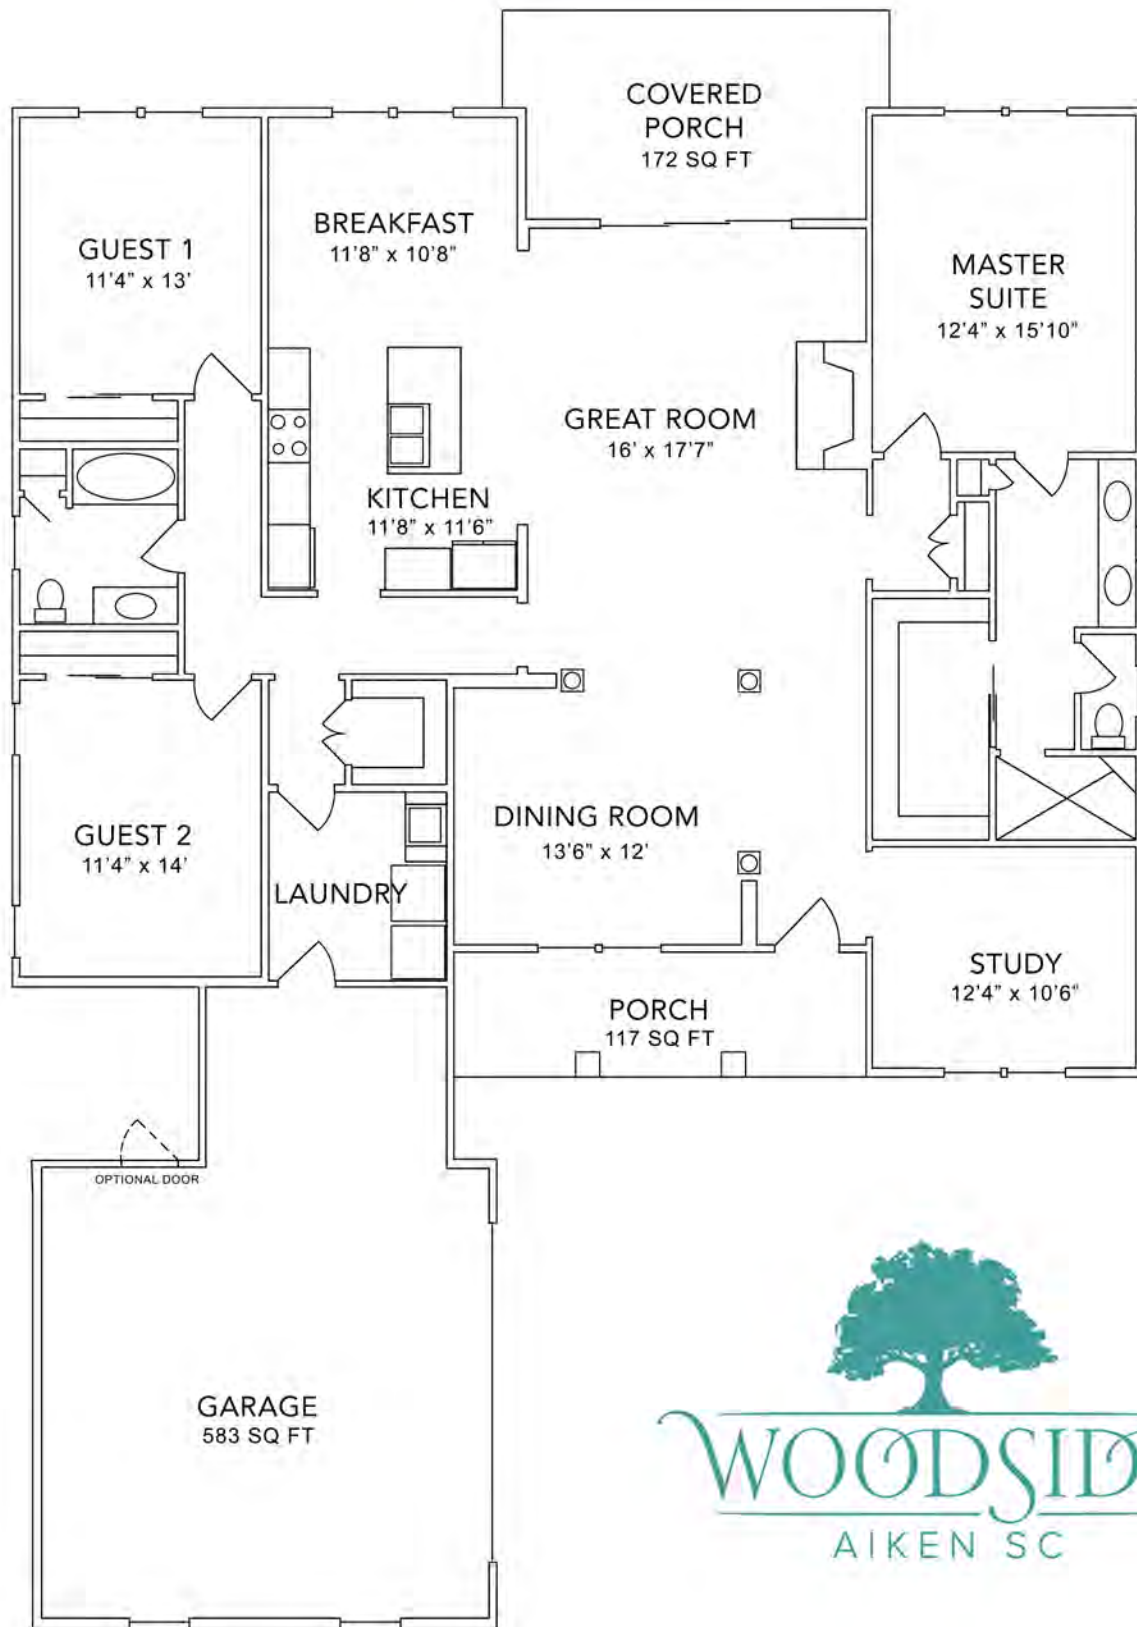 COVERED
PORCH
172 SQ FT
GUEST 1
11'4" x 13'
BREAKFAST
11'8" x 10'8"
MASTER
SUITE
12'4" x 15'10"
GREAT ROOM
16' x 17'7"
KITCHEN
11'8" x 11'6"
GUEST 2
11'4" x 14'
DINING ROOM
13'6" x 12'
LAUNDRY
STUDY
12'4" x 10'6"
PORCH
117 SQ FT
OPTIONAL DOOR
GARAGE
583 SQ FT
WOODSID
AIKEN SC